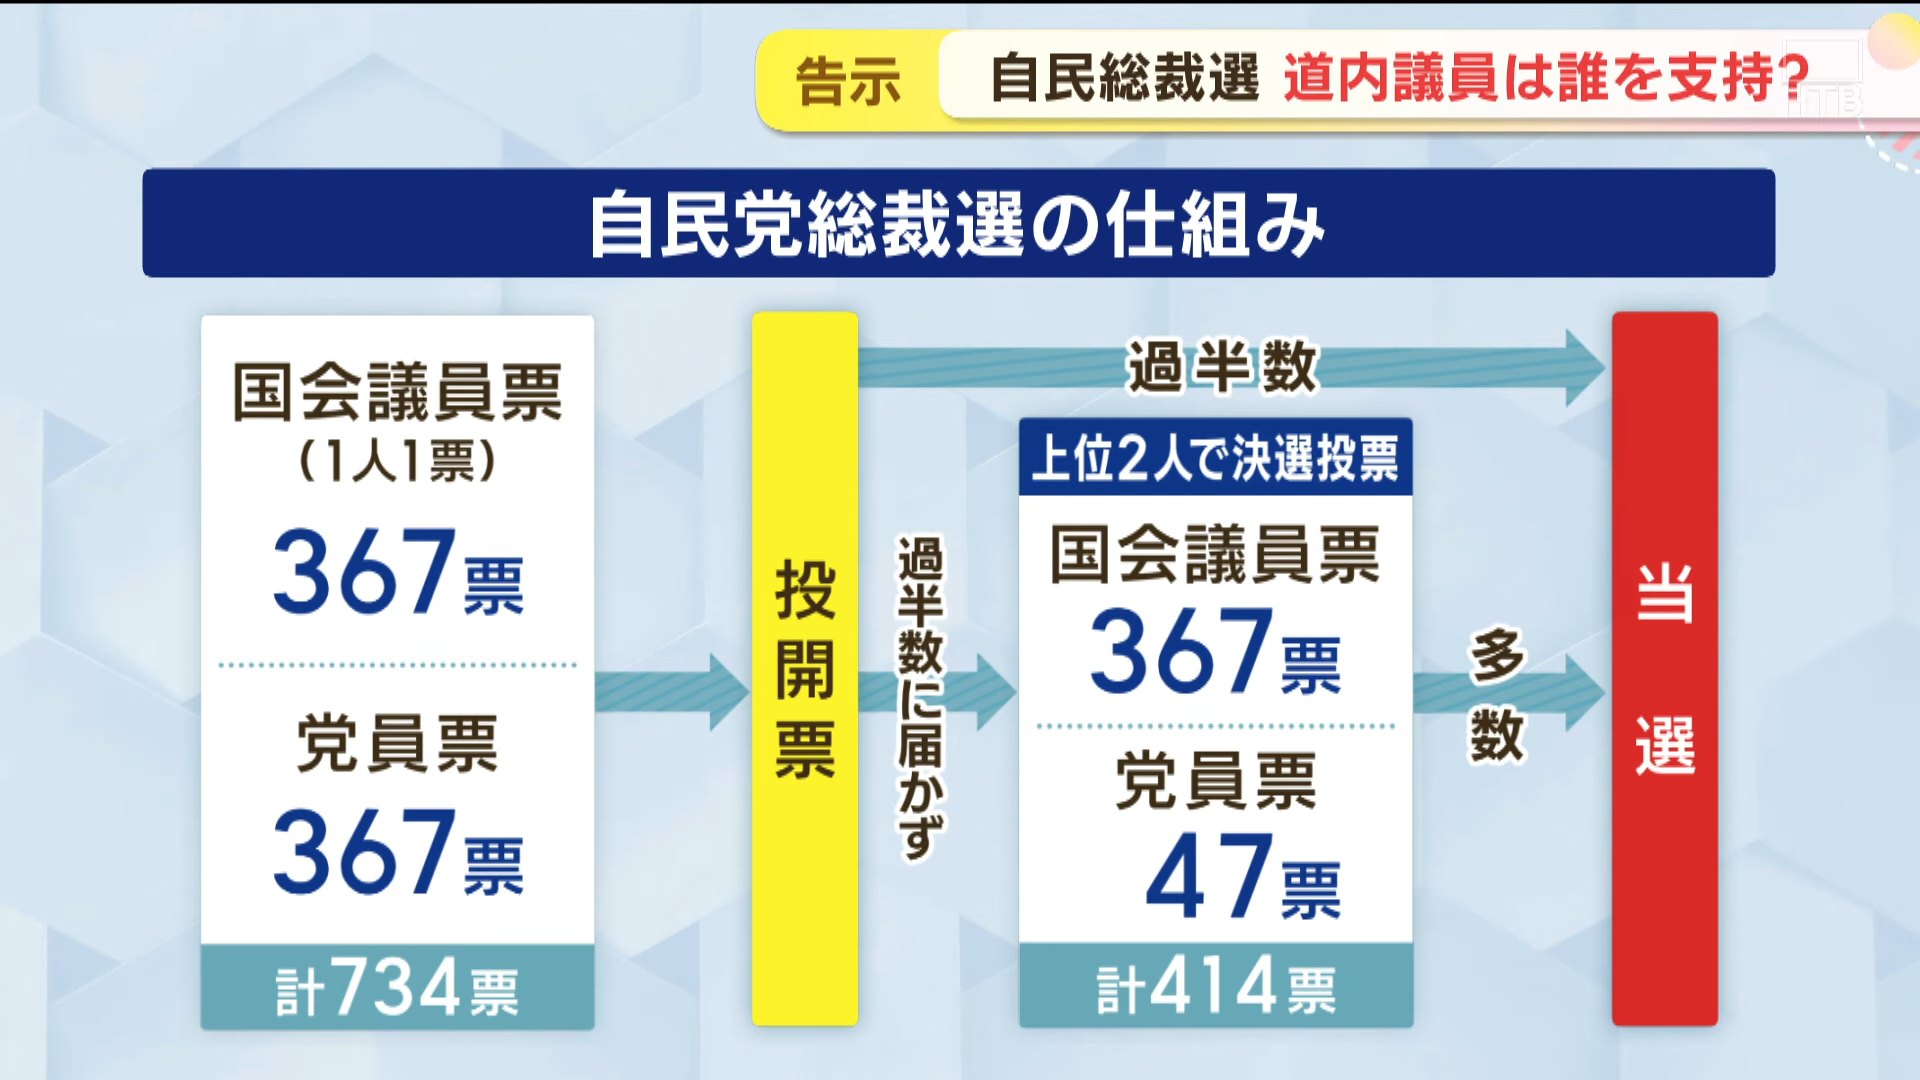 告示 自民総裁選 道内議員は誰を支持?
HTB
自民党総裁選の仕組み
国会議員票
(1人1票)
367票
党員票
367票
計734票
投開票
過半数
過半数に届かず
上位2人で決選投票
国会議員票
367票
党員票
47票
計414票
多数
当選